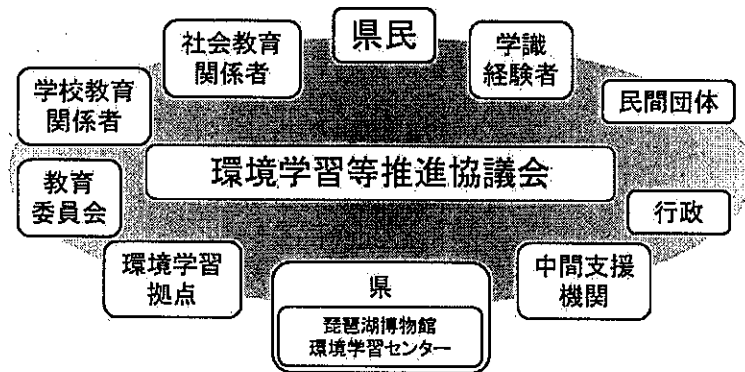 県民
社会教育
関係者
学識
経験者
学校教育
関係者
民間団体
環境学習等推進協議会
教育
委員会
行政
環境学習
拠点
中間支援
機関
県
琵琶湖博物館
環境学習センター